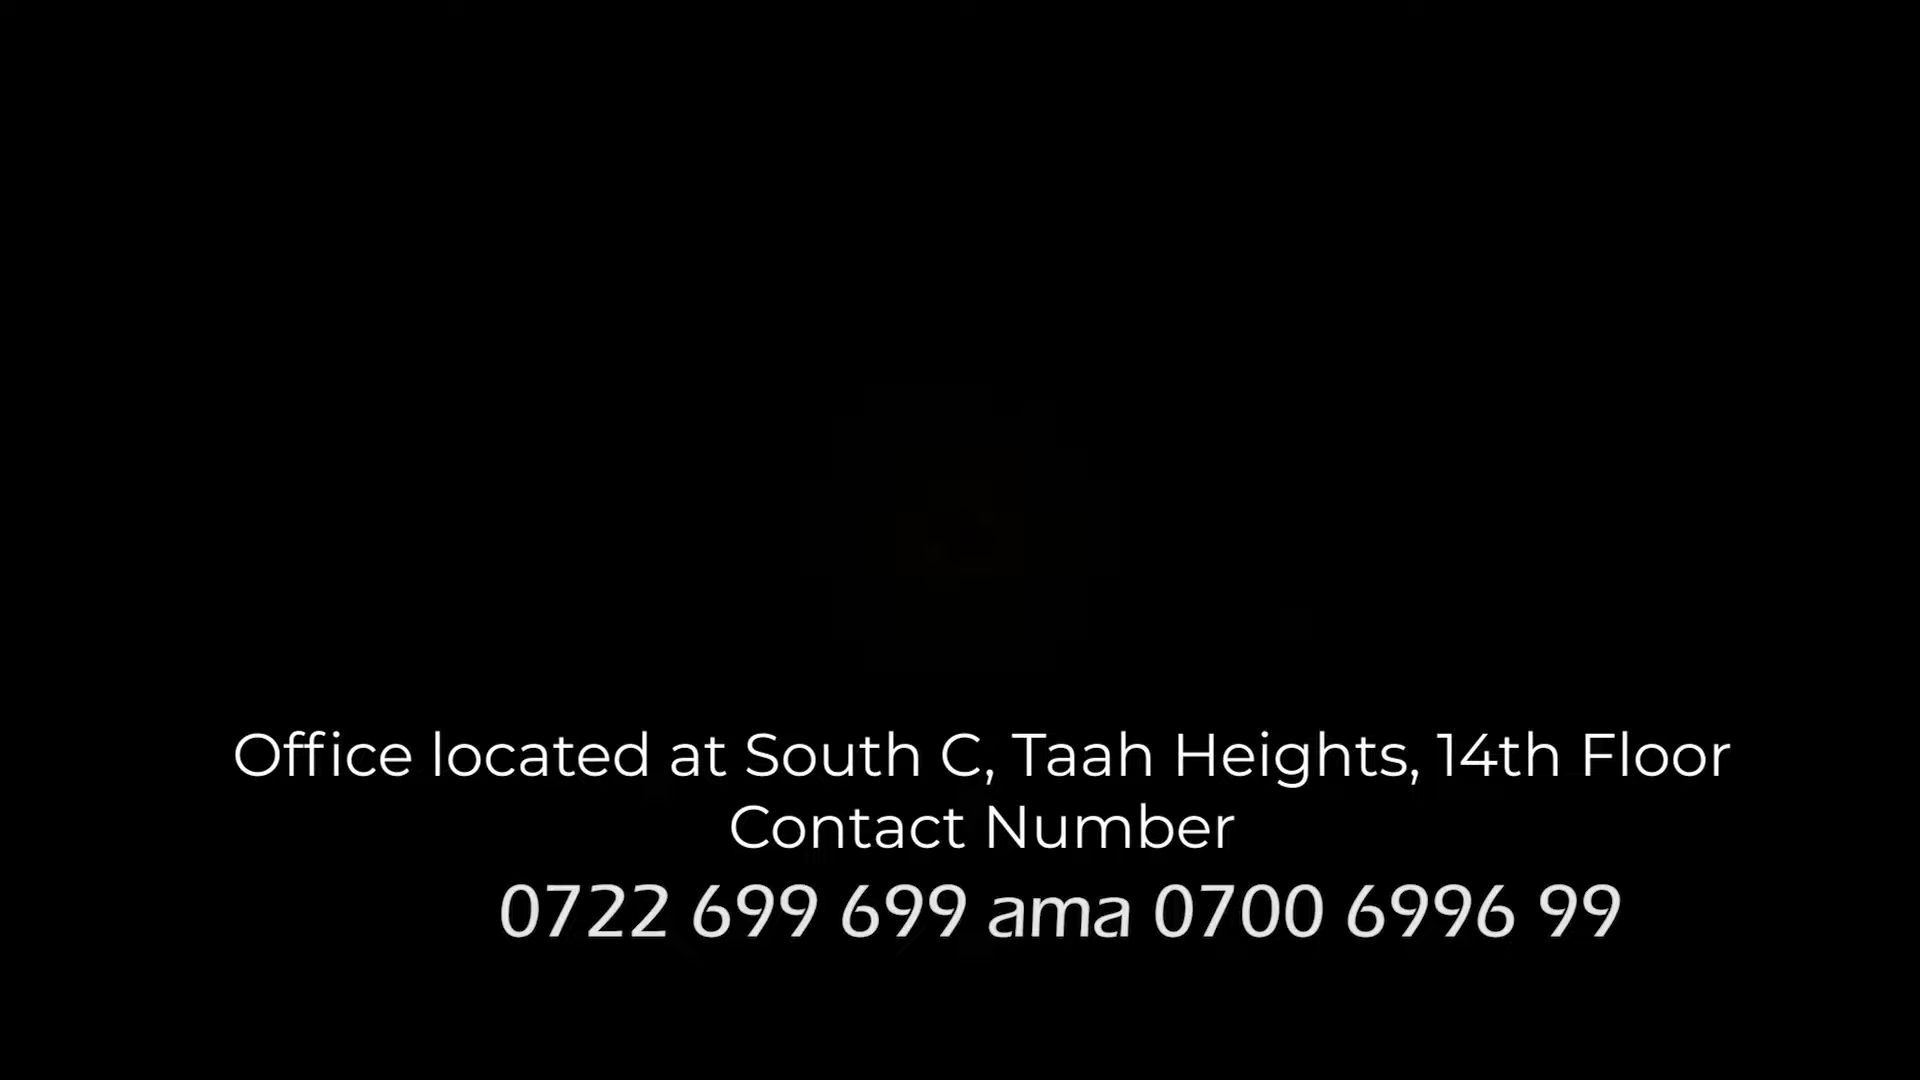 Office located at South C, Taah Heights, 14th Floor
Contact Number
0722 699 699 ama 0700 6996 99